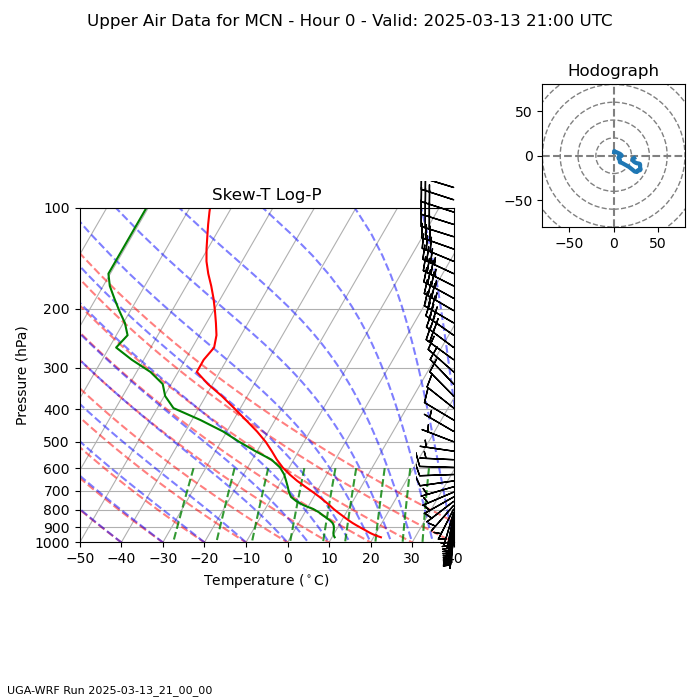 Upper Air Data for MCN - Hour 0 - Valid: 2025-03-13 21:00 UTC
Hodograph
50
0
−50
−50 0 50
Skew-T Log-P
100
200
300
400
500
600
700
800
900
1000
Pressure (hPa)
−50 −40 −30 −20 −10 0 10 20 30 40
Temperature (°C)
UGA-WRF Run 2025-03-13_21_00_00